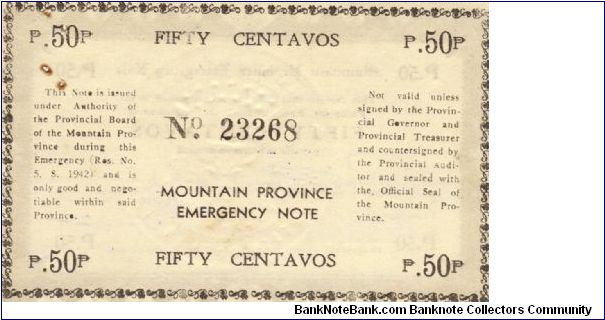 ₱.50₱ FIFTY CENTAVOS ₱.50₱
This Note is issued
under Authority of
the Provincial Board
of the Mountain Pro-
vince during this
Emergency (Res. No.
5. S. 1942) and is
only good and nego-
tiable within said
Province.
No 23268
MOUNTAIN PROVINCE
EMERGENCY NOTE
Not valid unless
signed by the Provin-
cial Governor and
Provincial Treasurer
and countersigned by
the Provincial Audi-
tor and sealed with
the, Official Seal of
the Mountain Pro-
vince.
₱.50₱ FIFTY CENTAVOS ₱.50₱
BankNoteBank.com Banknote Collectors Community